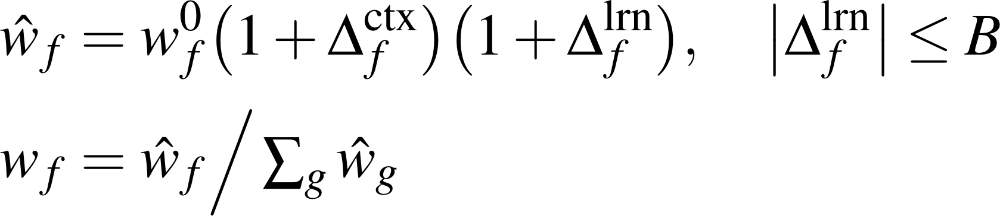 ŵ_f = w_f^0 (1 + Δ_f^ctx) (1 + Δ_f^lrn), |Δ_f^lrn| ≤ B
w_f = ŵ_f / ∑_g ŵ_g